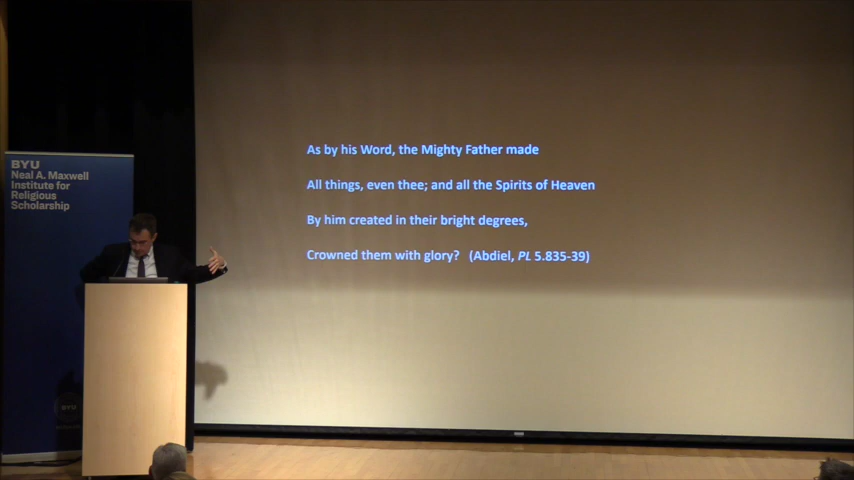 As by his Word, the Mighty Father made
All things, even thee; and all the Spirits of Heaven
By him created in their bright degrees,
Crowned them with glory? (Abdiel, PL 5.835-39)
BYU
Neal A. Maxwell
Institute for
Religious
Scholarship
BYU